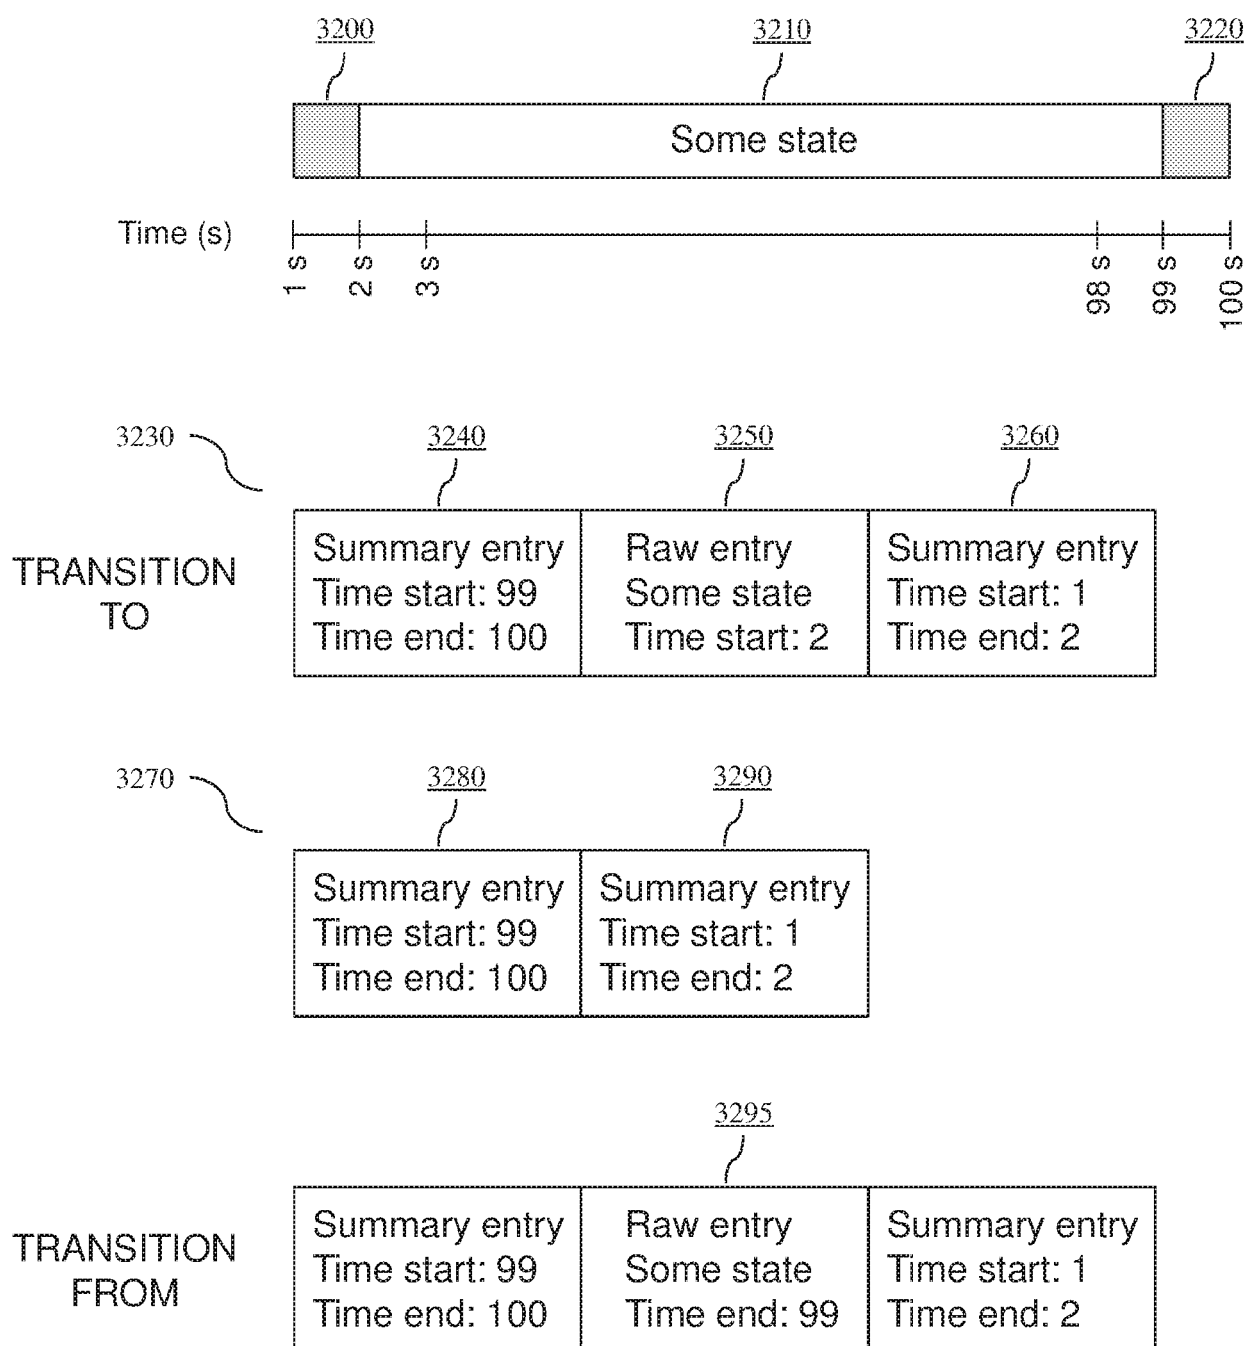 3200 3210 3220
Some state
Time (s)
1 s 2 s 3 s 98 s 99 s 100 s
3230 3240 3250 3260
TRANSITION
TO
Summary entry
Time start: 99
Time end: 100
Raw entry
Some state
Time start: 2
Summary entry
Time start: 1
Time end: 2
3270 3280 3290
Summary entry
Time start: 99
Time end: 100
Summary entry
Time start: 1
Time end: 2
3295
TRANSITION
FROM
Summary entry
Time start: 99
Time end: 100
Raw entry
Some state
Time end: 99
Summary entry
Time start: 1
Time end: 2